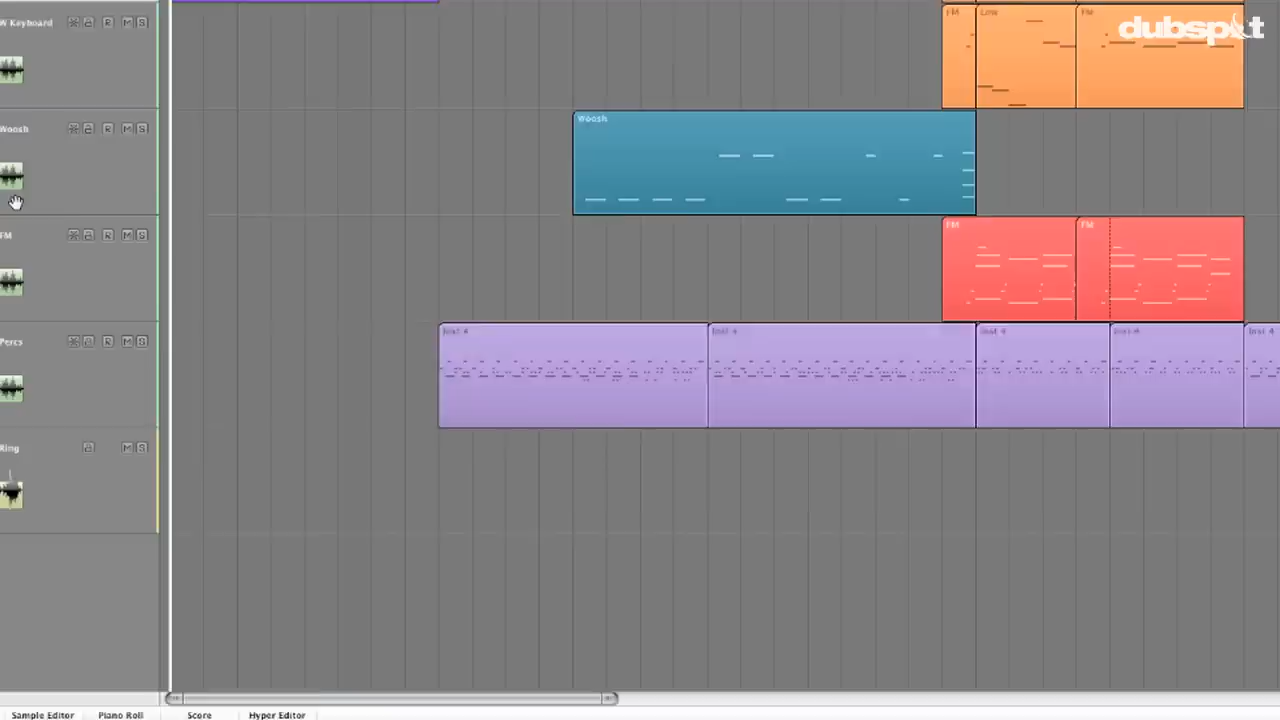 W Keyboard R M S
FM Low FM
dubspot
Woosh R M S
Woosh
FM R M S
FM FM
Percs R M S
Inst 4 Inst 4 Inst 4 Inst 4 Inst 4
Ring M S
Sample Editor Piano Roll Score Hyper Editor